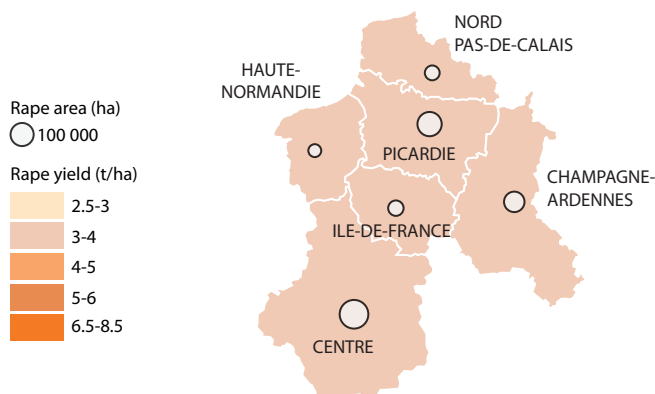 NORD
PAS-DE-CALAIS
HAUTE-
NORMANDIE
Rape area (ha)
100 000
PICARDIE
Rape yield (t/ha)
CHAMPAGNE-
ARDENNES
2.5-3
ILE-DE-FRANCE
3-4
4-5
5-6
6.5-8.5
CENTRE